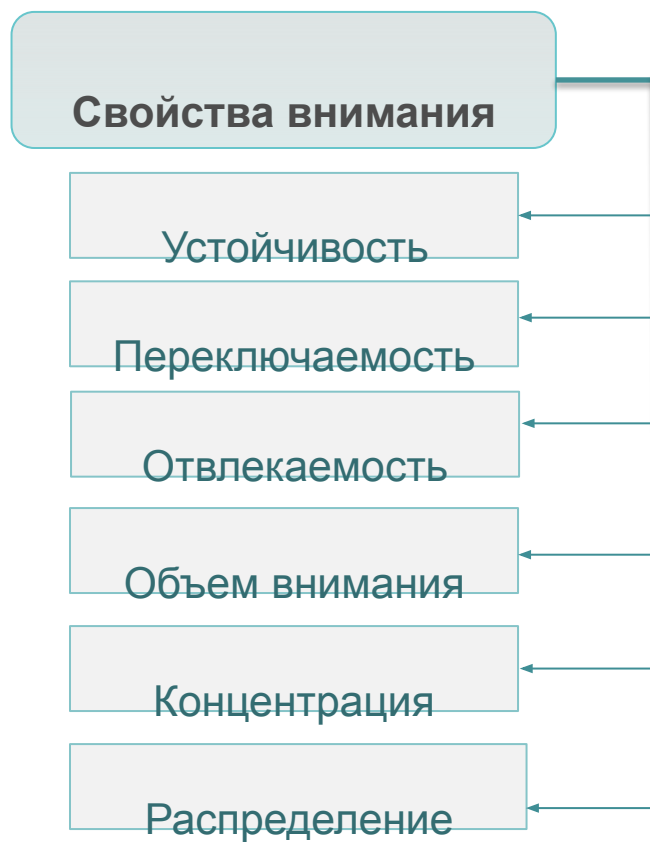 Свойства внимания
Устойчивость
Переключаемость
Отвлекаемость
Объем внимания
Концентрация
Распределение